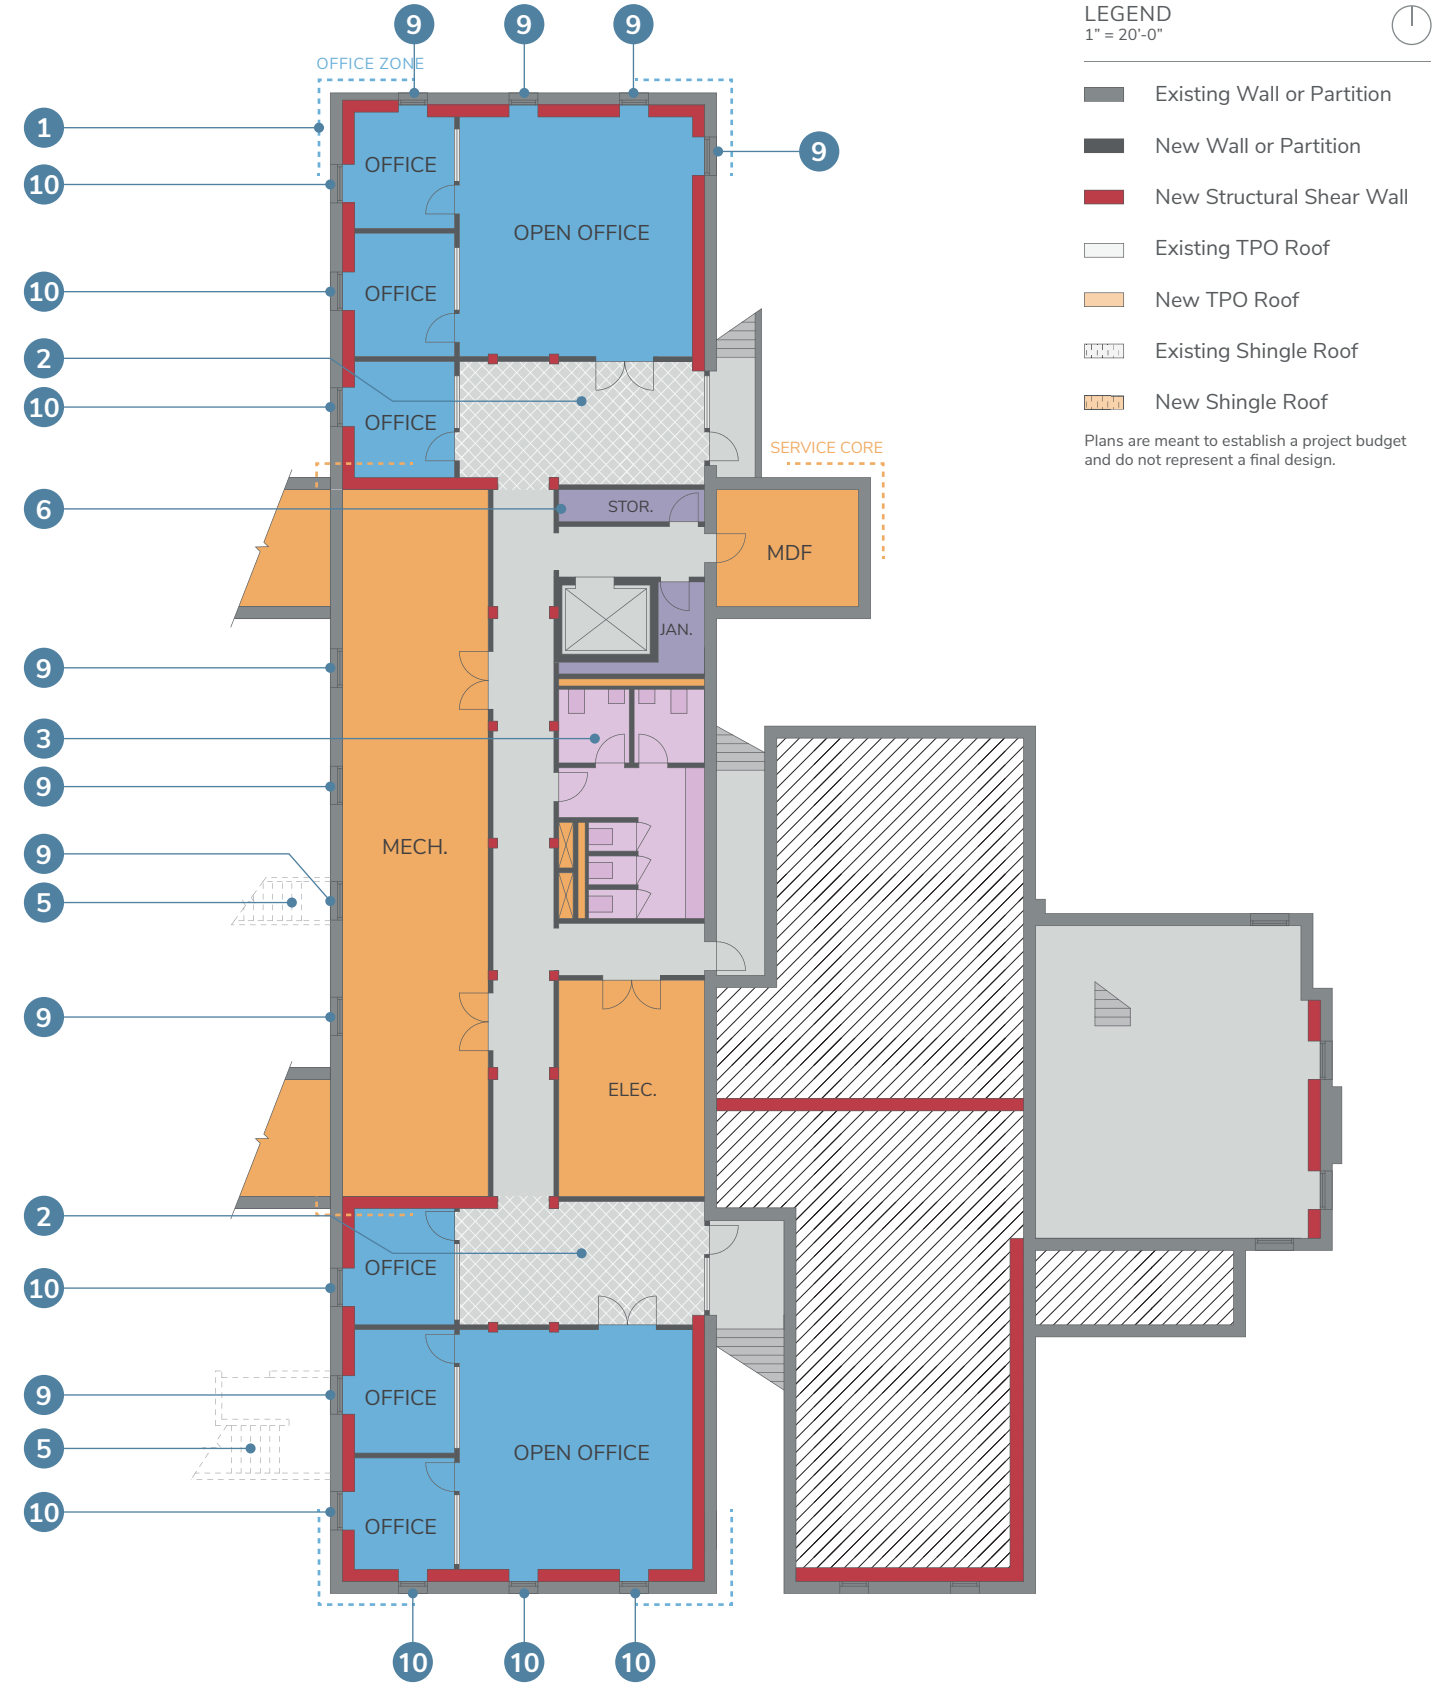 9
9
9
LEGEND
1” = 20’-0”
OFFICE ZONE
Existing Wall or Partition
1
New Wall or Partition
9
OFFICE
10
New Structural Shear Wall
OPEN OFFICE
Existing TPO Roof
10
OFFICE
New TPO Roof
2
Existing Shingle Roof
10
New Shingle Roof
OFFICE
Plans are meant to establish a project budget
and do not represent a final design.
SERVICE CORE
6
STOR.
MDF
JAN.
9
3
9
MECH.
9
5
9
ELEC.
2
OFFICE
10
9
OFFICE
5
OPEN OFFICE
10
OFFICE
10
10
10